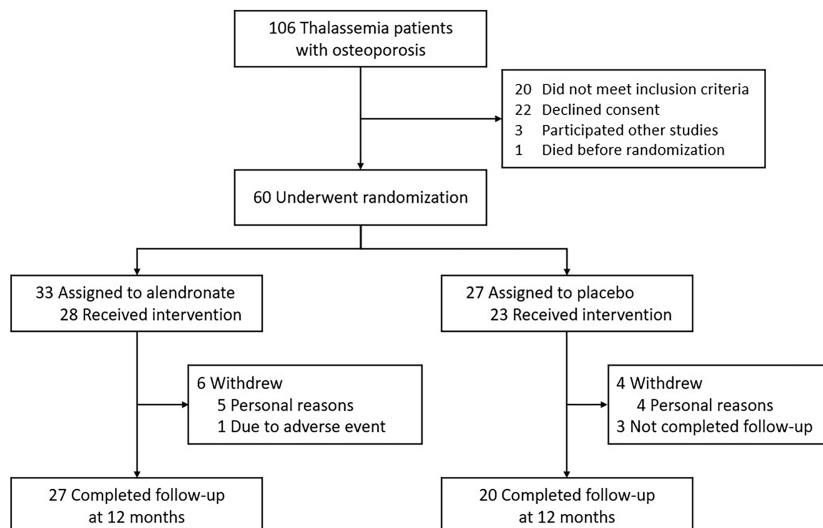 106 Thalassemia patients
with osteoporosis
20 Did not meet inclusion criteria
22 Declined consent
3 Participated other studies
1 Died before randomization
60 Underwent randomization
33 Assigned to alendronate
28 Received intervention
27 Assigned to placebo
23 Received intervention
6 Withdrew
5 Personal reasons
1 Due to adverse event
4 Withdrew
4 Personal reasons
3 Not completed follow-up
27 Completed follow-up
at 12 months
20 Completed follow-up
at 12 months